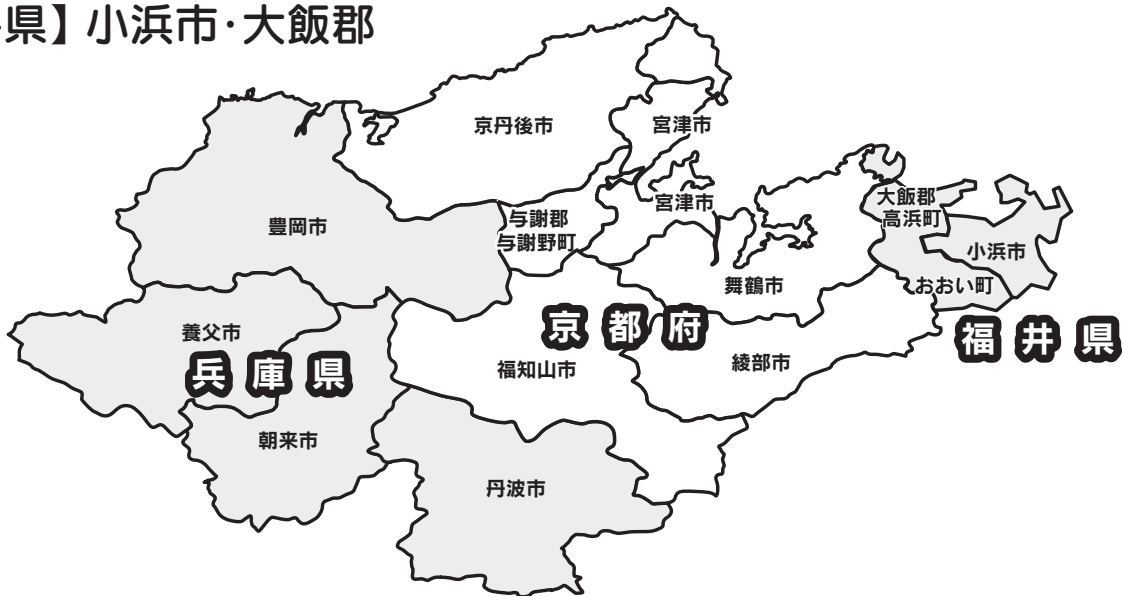 県】小浜市・大飯郡
京丹後市
宮津市
宮津市
大飯郡
高浜町
与謝郡
与謝野町
豊岡市
小浜市
舞鶴市
おおい町
京都府
福井県
養父市
兵庫県
福知山市
綾部市
朝来市
丹波市